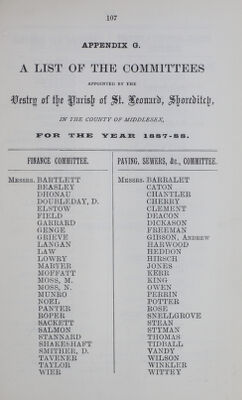 107
APPENDIX G.
A LIST OF THE COMMITTEES
APPOINTED BY THE
Vestry of the Parish of St. Leonard, Shoreditch,
IN THE COUNTY OF MIDDLESEX,
FOR THE YEAR 1887-88.
FINANCE COMMITTEE.
MESSRS. BARTLETT
BEASLEY
DHONAU
DOUBLEDAY, D.
ELSTOW
FIELD
GARRARD
GENGE
GRIEVE
LANGAN
LAW
LOWRY
MABYER
MOFFATT
MOSS, M.
MOSS, N.
MUNRO
NOEL
PANTER
ROPER
SACKETT
SALMON
STANNARD
SHAKESHAFT
SMITHER, D.
TAVENER
TAYLOR
WIER
PAVING, SEWERS, &c., COMMITTEE.
MESSRS. BARRALET
CATON
CHANTLER
CHERRY
CLEMENT
DEACON
DICKASON
FREEMAN
GIBSON, ANDREW
HARWOOD
HEDDON
HIRSCH
JONES
KERR
KING
OWEN
PERRIN
POTTER
ROSE
SNELLGROVE
STEAN
STYMAN
THOMAS
TIDBALL
VANDY
WILSON
WINKLER
WITTEY